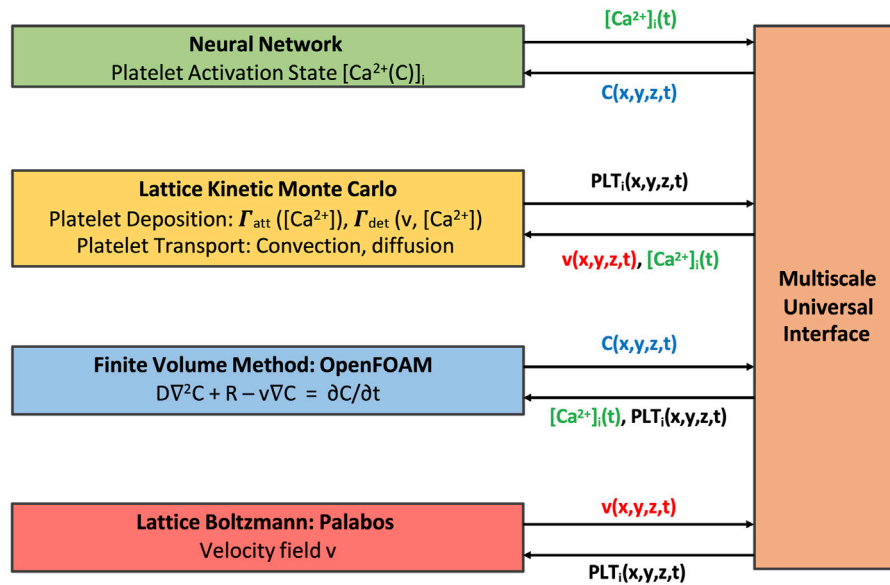 Neural Network
Platelet Activation State [Ca²⁺(C)]ᵢ
[Ca²⁺]ᵢ(t)
C(x,y,z,t)
Lattice Kinetic Monte Carlo
Platelet Deposition: Γatt ([Ca²⁺]), Γdet (v, [Ca²⁺])
Platelet Transport: Convection, diffusion
PLTᵢ(x,y,z,t)
v(x,y,z,t), [Ca²⁺]ᵢ(t)
Finite Volume Method: OpenFOAM
D∇²C + R – v∇C = ∂C/∂t
C(x,y,z,t)
[Ca²⁺]ᵢ(t), PLTᵢ(x,y,z,t)
Lattice Boltzmann: Palabos
Velocity field v
v(x,y,z,t)
PLTᵢ(x,y,z,t)
Multiscale
Universal
Interface